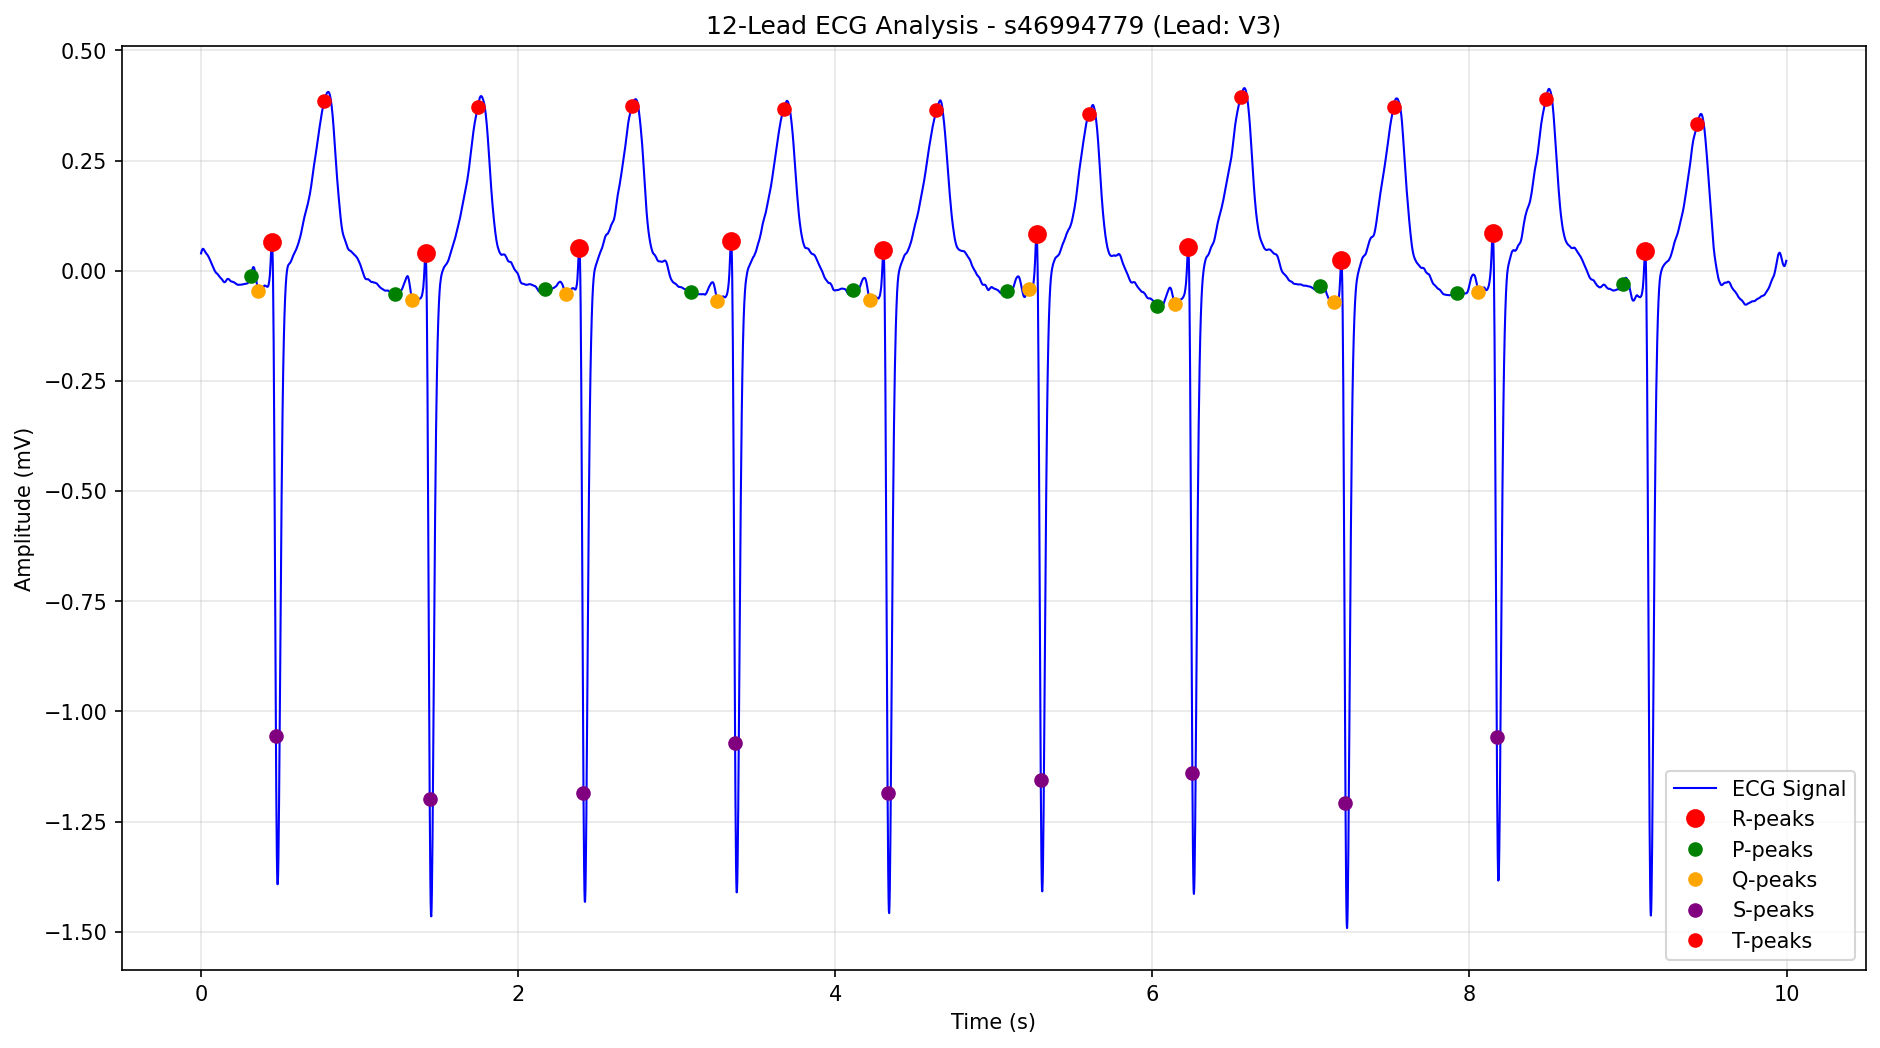 12-Lead ECG Analysis - s46994779 (Lead: V3)
Amplitude (mV)
0.50
0.25
0.00
−0.25
−0.50
−0.75
−1.00
−1.25
−1.50
ECG Signal
R-peaks
P-peaks
Q-peaks
S-peaks
T-peaks
0 2 4 6 8 10
Time (s)